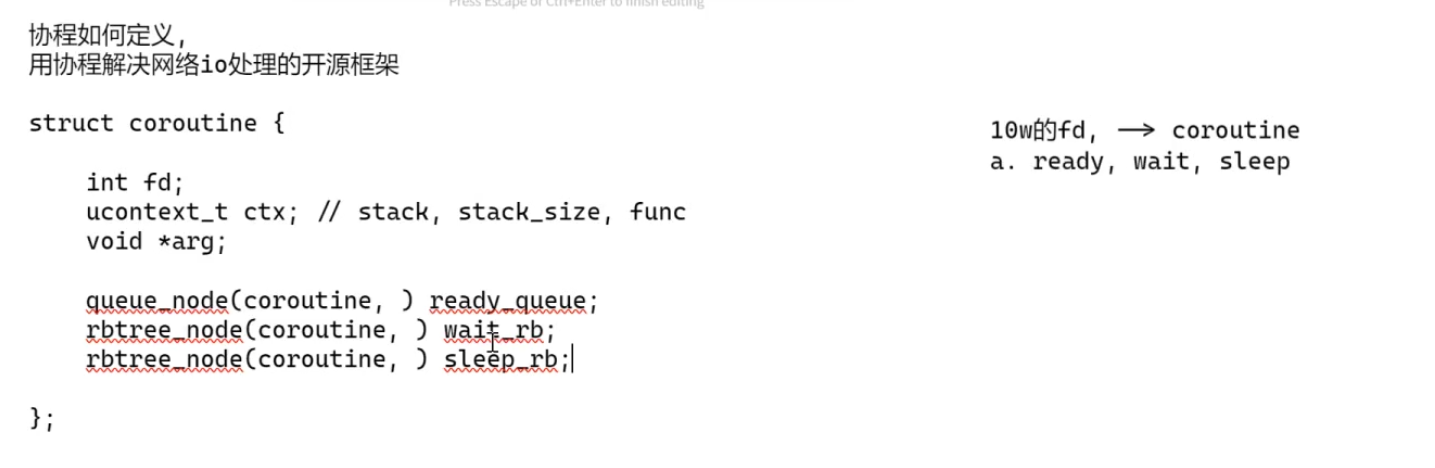 Press Escape or Ctrl+Enter to finish editing
协程如何定义,
用协程解决网络io处理的开源框架
struct coroutine {
int fd;
ucontext_t ctx; // stack, stack_size, func
void *arg;
queue_node(coroutine, ) ready_queue;
rbtree_node(coroutine, ) wait_rb;
rbtree_node(coroutine, ) sleep_rb;
};
10w的fd, —> coroutine
a. ready, wait, sleep